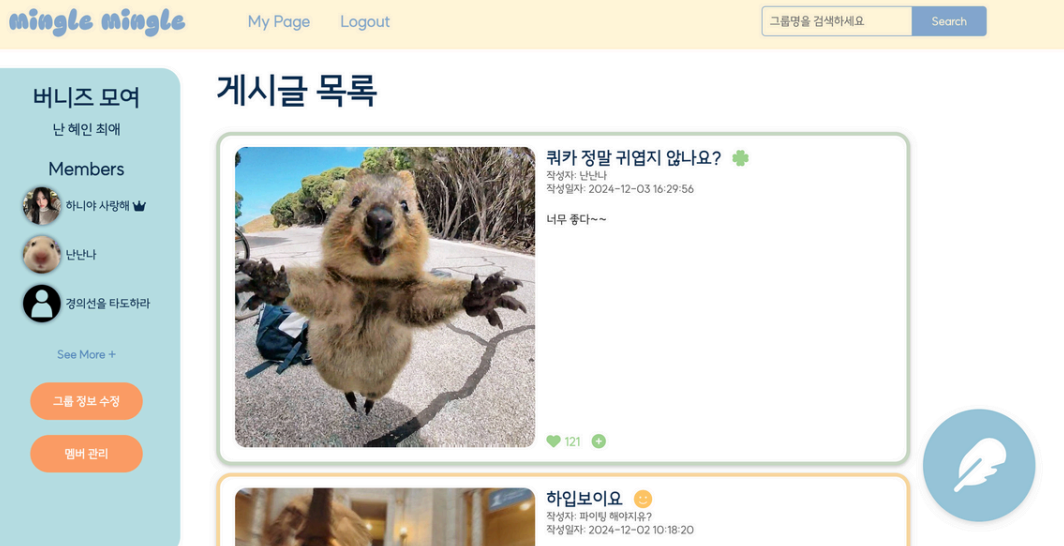 mingle mingle
My Page
Logout
그룹명을 검색하세요
Search
버니즈 모여
난 혜인 최애
Members
하니야 사랑해
난난나
경의선을 타도하라
See More +
그룹 정보 수정
멤버 관리
게시글 목록
쿼카 정말 귀엽지 않나요?
작성자: 난난나
작성일자: 2024-12-03 16:29:56
너무 좋다~~
121
하입보이요
작성자: 파이팅 해야지유?
작성일자: 2024-12-02 10:18:20